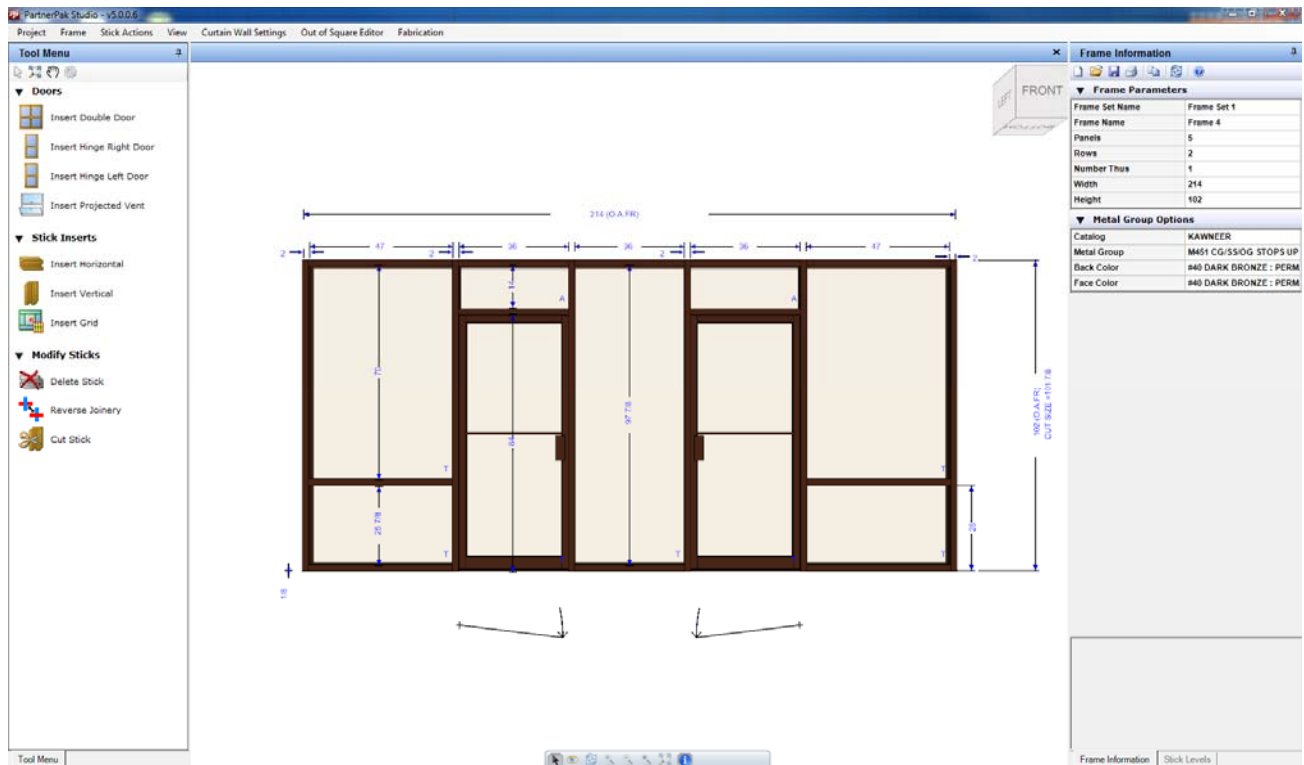 PartnerPak Studio - v5.0.0.6
Project Frame Stick Actions View Curtain Wall Settings Out of Square Editor Fabrication
Tool Menu
Doors
Insert Double Door
Insert Hinge Right Door
Insert Hinge Left Door
Insert Projected Vent
Stick Inserts
Insert Horizontal
Insert Vertical
Insert Grid
Modify Sticks
Delete Stick
Reverse Joinery
Cut Stick
Tool Menu
LEFT
FRONT
BOTTOM
214 (O.A.FR)
47 36 36 36 47
2 2 2 2
14
A A
70
84
97 7/8
102 (O.A.FR)
CUT SIZE =101 7/8
T T
25 7/8
T T T
1/8
Frame Information
Frame Parameters
Frame Set Name Frame Set 1
Frame Name Frame 4
Panels 5
Rows 2
Number Thus 1
Width 214
Height 102
Metal Group Options
Catalog KAWNEER
Metal Group M451 CG/SS/OG STOPS UP
Back Color #40 DARK BRONZE : PERM
Face Color #40 DARK BRONZE : PERM
Frame Information Stick Levels